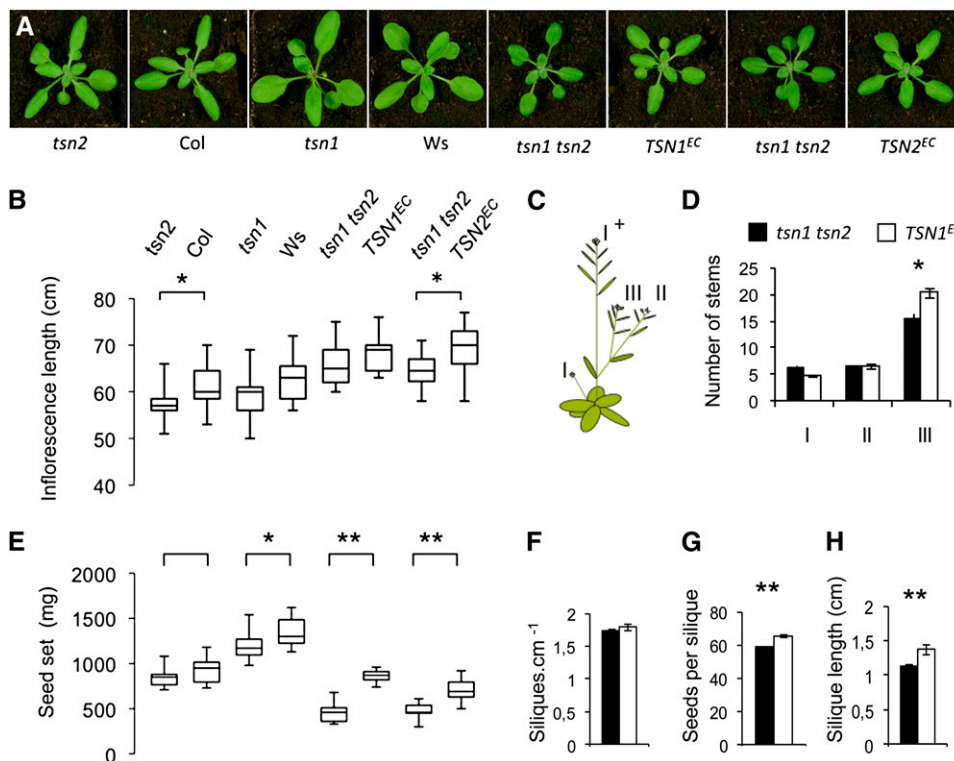 A
tsn2 Col tsn1 Ws tsn1 tsn2 TSN1EC tsn1 tsn2 TSN2EC
B
tsn2 Col tsn1 Ws tsn1 tsn2 TSN1EC tsn1 tsn2 TSN2EC
* *
Inflorescence length (cm)
80
70
60
50
40
C
I +
III II
I
D
tsn1 tsn2 TSN1E
*
Number of stems
25
20
15
10
5
0
I II III
E
* ** **
Seed set (mg)
2000
1500
1000
500
0
F
Siliques.cm -1
2
1,5
1
0,5
0
G
**
Seeds per silique
80
60
40
20
0
H
**
Silique length (cm)
2
1,5
1
0,5
0